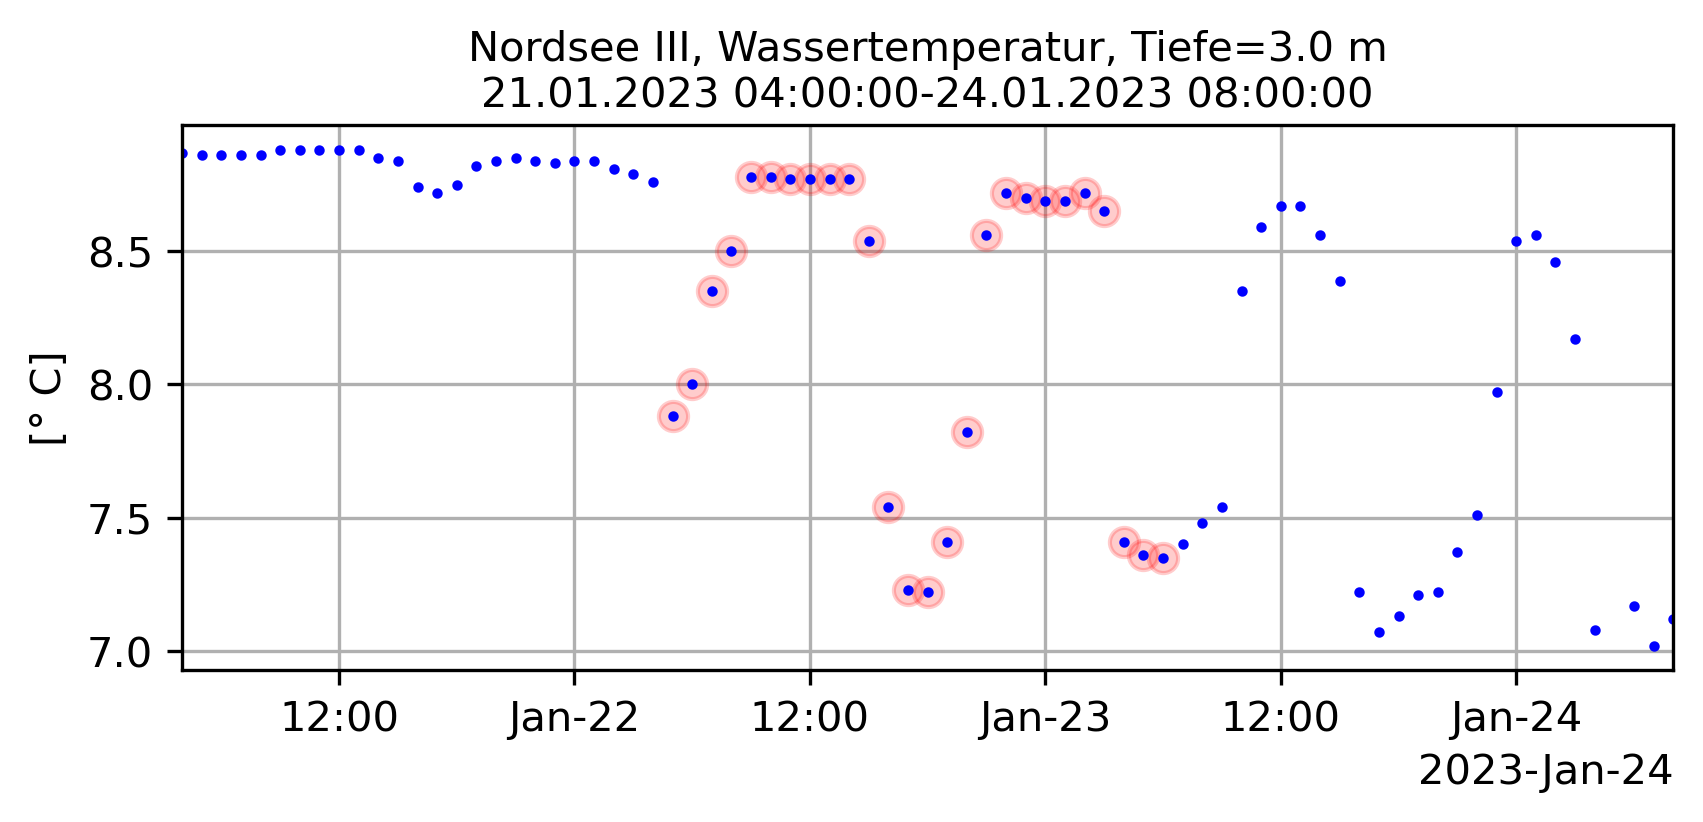 Nordsee III, Wassertemperatur, Tiefe=3.0 m
21.01.2023 04:00:00-24.01.2023 08:00:00
[° C]
8.5
8.0
7.5
7.0
12:00 Jan-22 12:00 Jan-23 12:00 Jan-24
2023-Jan-24